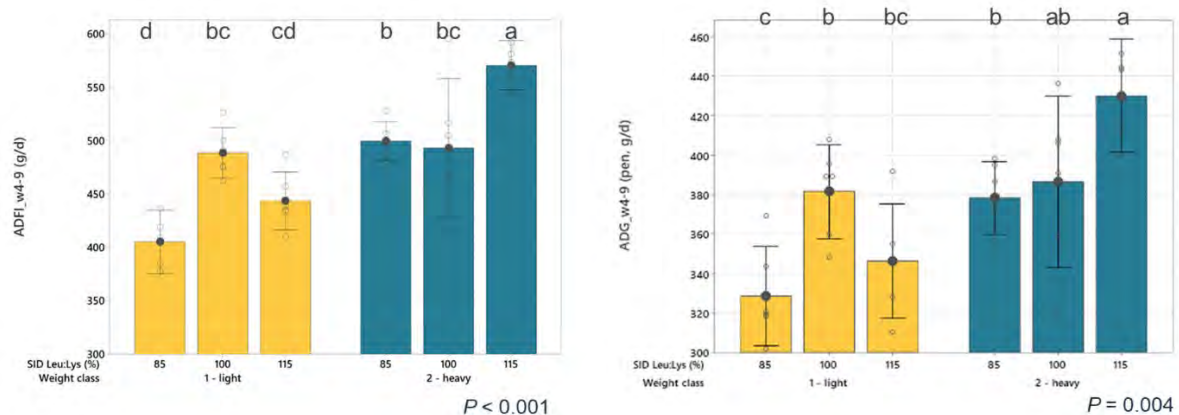 d bc cd b bc a
600
550
500
450
400
350
300
ADFI_w4-9 (g/d)
SID Leu:Lys (%) 85 100 115 85 100 115
Weight class 1 - light 2 - heavy
P < 0.001
c b bc b ab a
460
440
420
400
380
360
340
320
300
ADG_w4-9 (pen, g/d)
SID Leu:Lys (%) 85 100 115 85 100 115
Weight class 1 - light 2 - heavy
P = 0.004